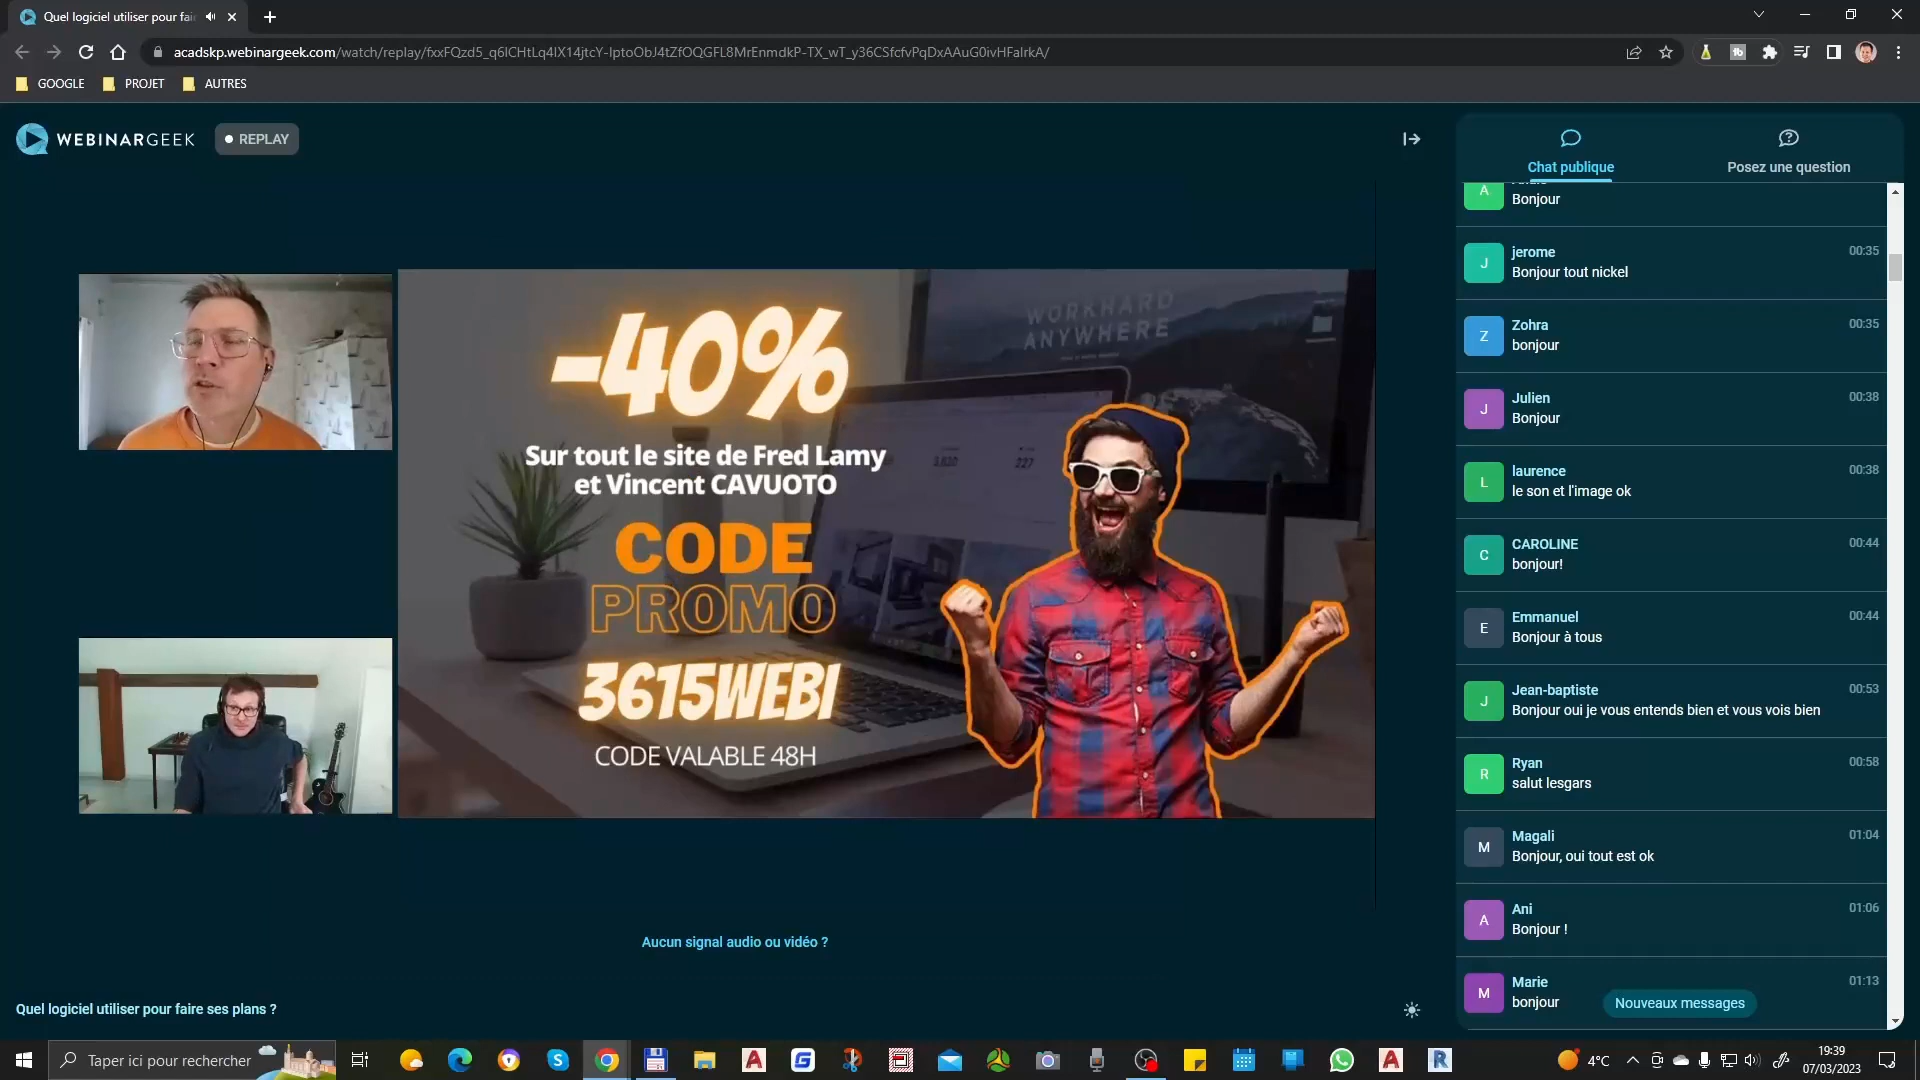 Quel logiciel utiliser pour fai
acadskp.webinargeek.com/watch/replay/fxxFQzd5_q6lCHtLq4lX14jtcY-lptoObJ4tZfOQGFL8MrEnmdkP-TX_wT_y36CSfcfvPqDxAAuG0ivHFaIrkA/
GOOGLE
PROJET
AUTRES
WEBINARGEEK
REPLAY
WORKHARD
ANYWHERE
-40%
Sur tout le site de Fred Lamy
et Vincent CAVUOTO
CODE
PROMO
3615WEBI
CODE VALABLE 48H
Aucun signal audio ou vidéo ?
Quel logiciel utiliser pour faire ses plans ?
Chat publique
Posez une question
A
Bonjour
J
jerome
00:35
Bonjour tout nickel
Z
Zohra
00:35
bonjour
J
Julien
00:38
Bonjour
L
laurence
00:38
le son et l'image ok
C
CAROLINE
00:44
bonjour!
E
Emmanuel
00:44
Bonjour à tous
J
Jean-baptiste
00:53
Bonjour oui je vous entends bien et vous vois bien
R
Ryan
00:58
salut lesgars
M
Magali
01:04
Bonjour, oui tout est ok
A
Ani
01:06
Bonjour !
M
Marie
01:13
bonjour
Nouveaux messages
Taper ici pour rechercher
4°C
19:39
07/03/2023